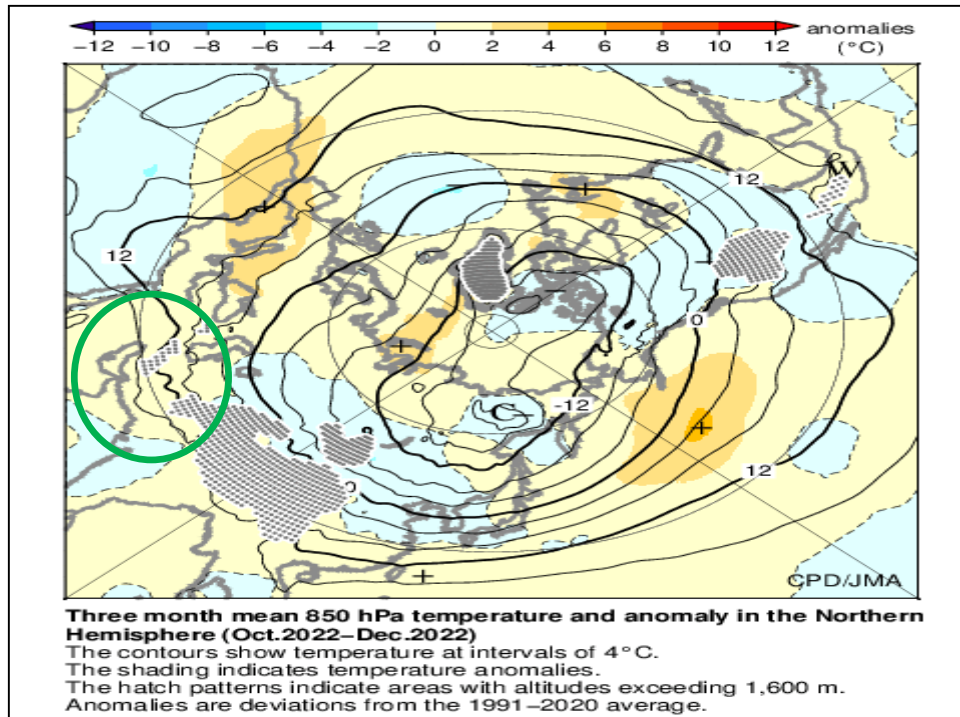 anomalies
−12 −10 −8 −6 −4 −2 0 2 4 6 8 10 12 (°C)
W
12
12
0
C
-12
12
0
CPD/JMA
Three month mean 850 hPa temperature and anomaly in the Northern
Hemisphere (Oct.2022−Dec.2022)
The contours show temperature at intervals of 4°C.
The shading indicates temperature anomalies.
The hatch patterns indicate areas with altitudes exceeding 1,600 m.
Anomalies are deviations from the 1991−2020 average.